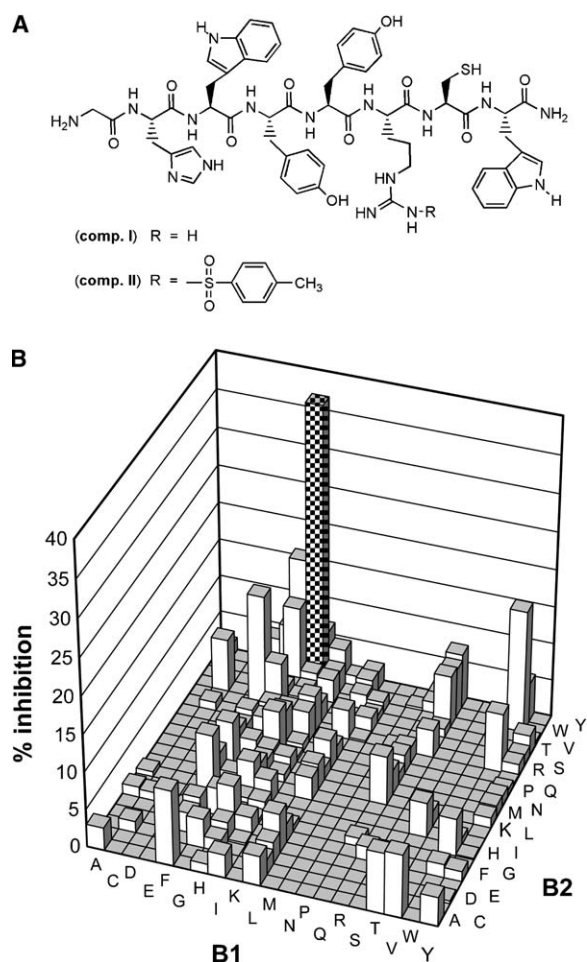 A
OH
H
N
SH
H
N
O
H
N
O
H
N
O
H
N
NH2
H2N
O
N
H
O
N
H
O
N
H
O
N
NH
OH
HN
HN
N-R
H
N-H
(comp. I) R = H
(comp. II) R = O S O CH3
B
% inhibition
40
35
30
25
20
15
10
5
0
A C D E F G H I K L M N P Q R S T V W Y
B1
A C D E F G H I K L M N P Q R S T V W Y
B2